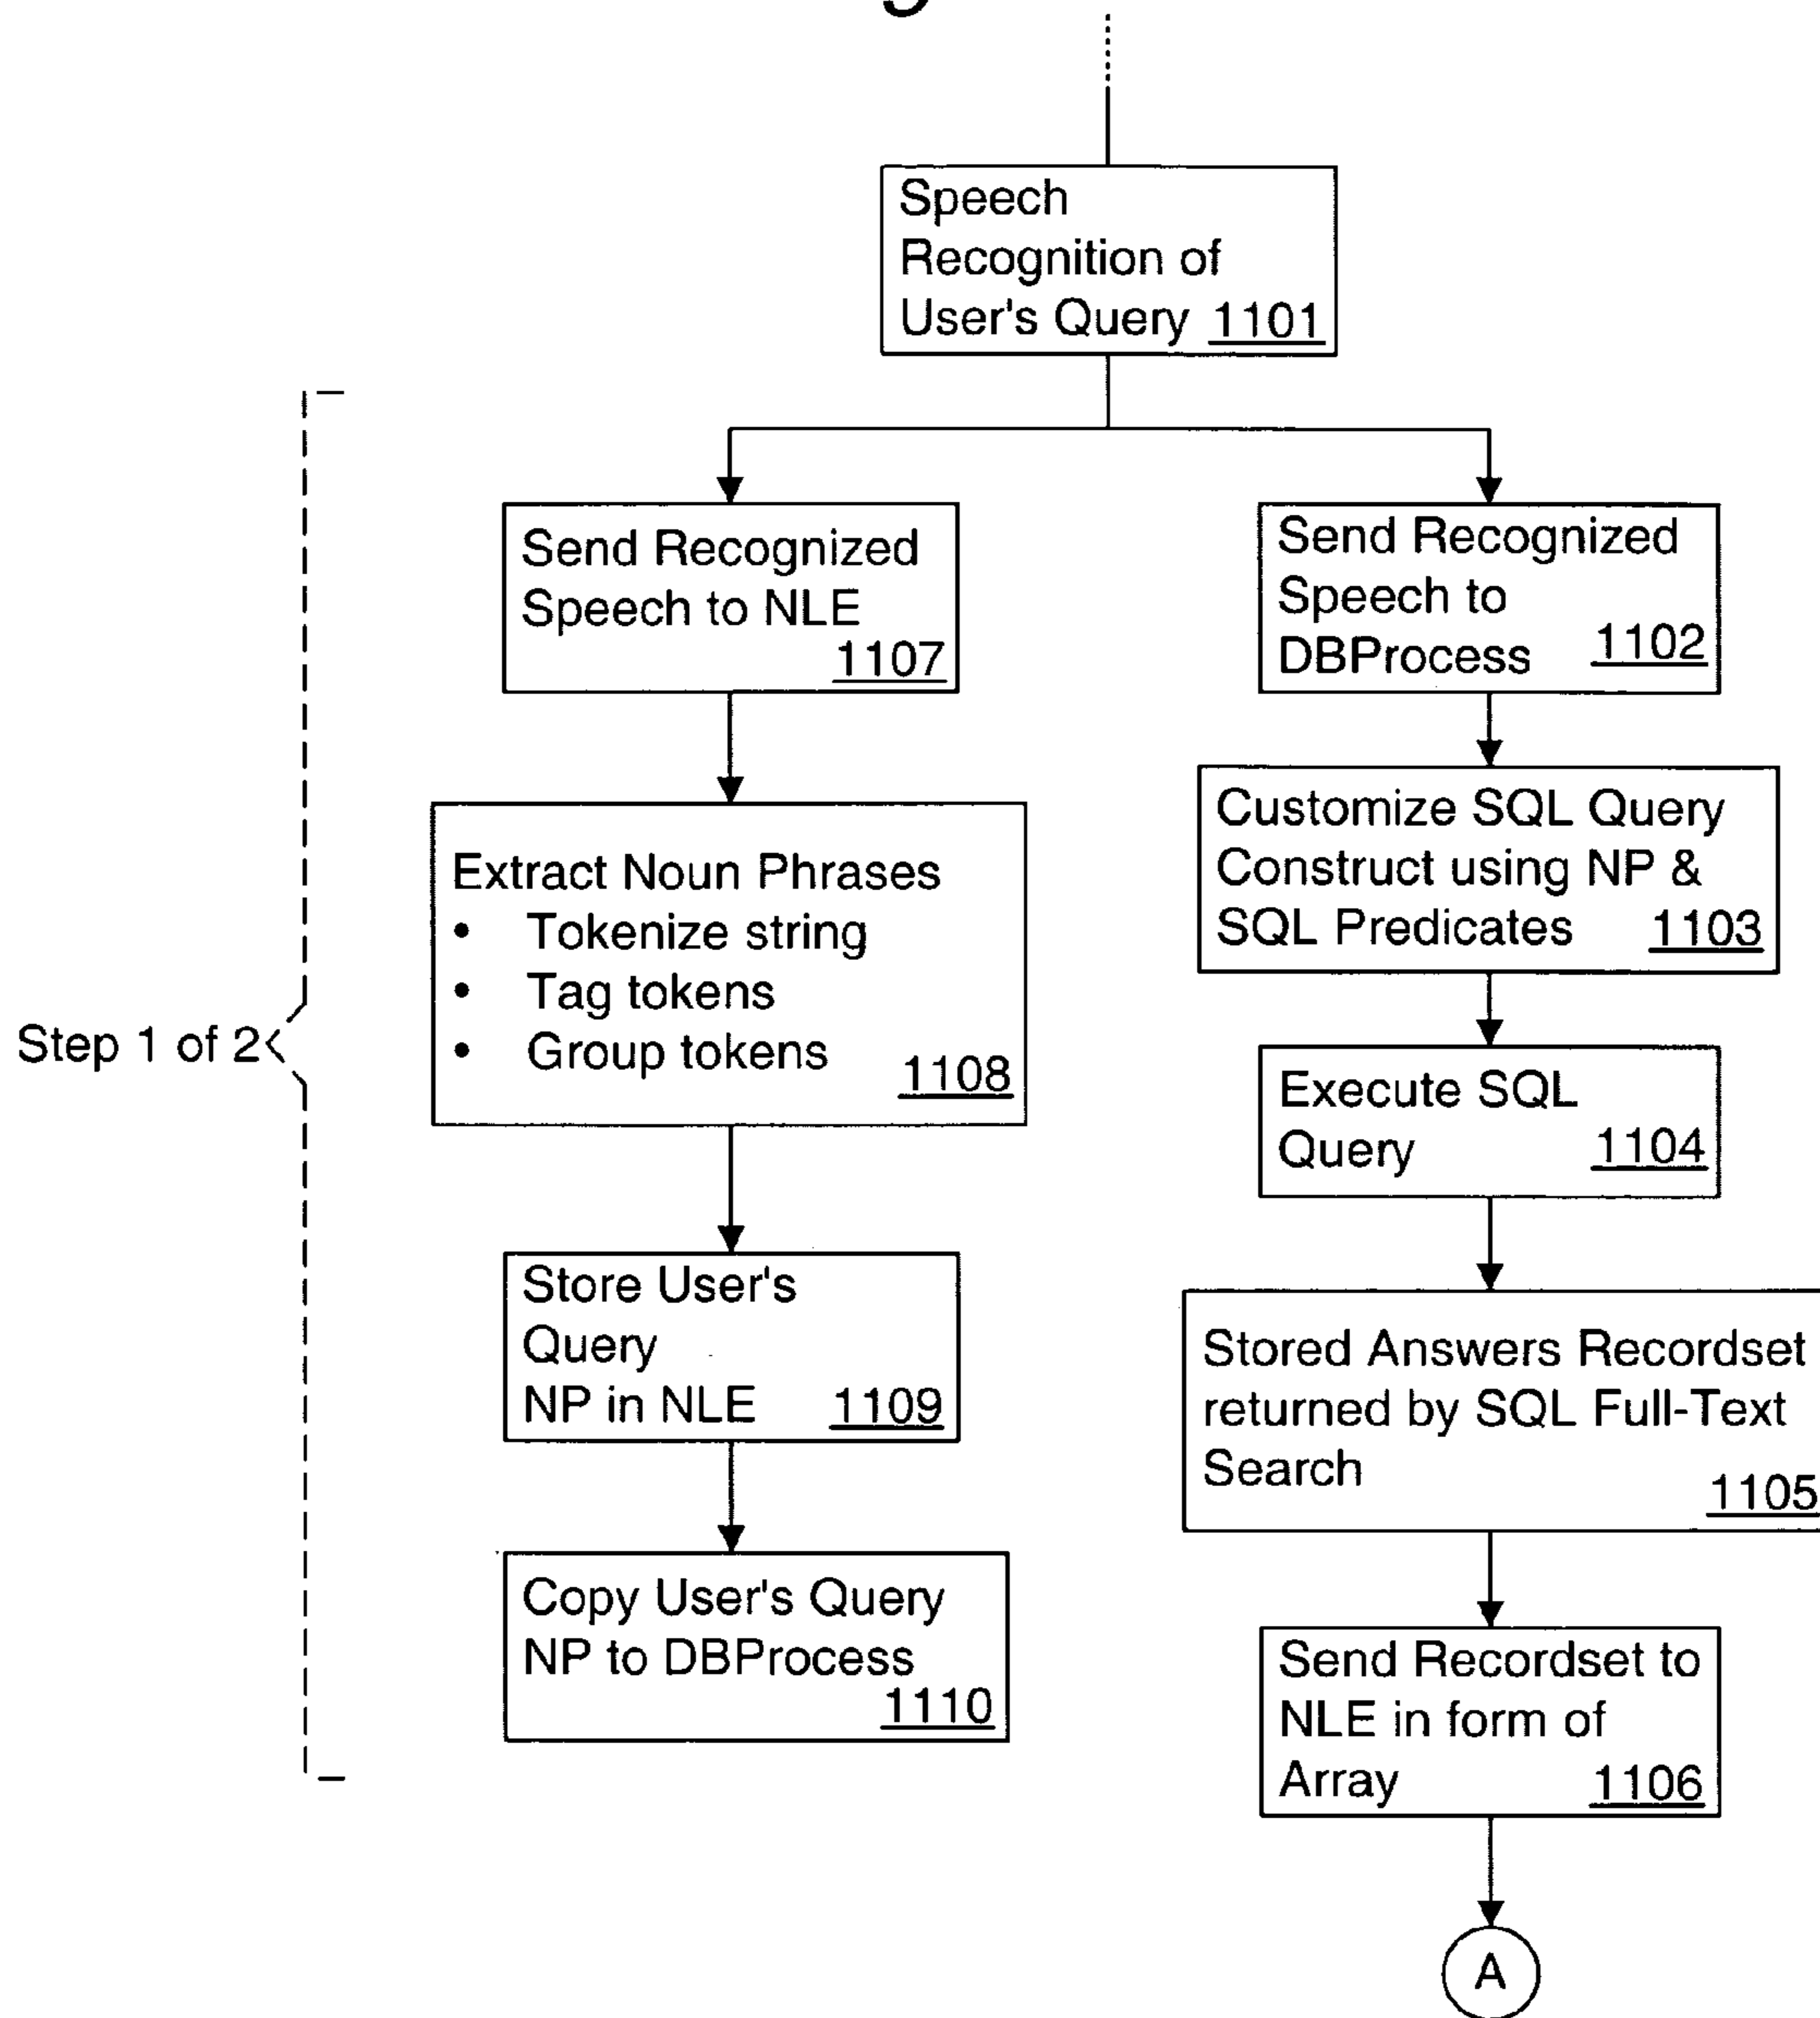 Speech
Recognition of
User's Query 1101
Send Recognized
Speech to NLE
1107
Send Recognized
Speech to
DBProcess 1102
Extract Noun Phrases
• Tokenize string
• Tag tokens
• Group tokens
1108
Customize SQL Query
Construct using NP &
SQL Predicates 1103
Step 1 of 2
Execute SQL
Query 1104
Store User's
Query
NP in NLE 1109
Stored Answers Recordset
returned by SQL Full-Text
Search
1105
Copy User's Query
NP to DBProcess
1110
Send Recordset to
NLE in form of
Array 1106
A